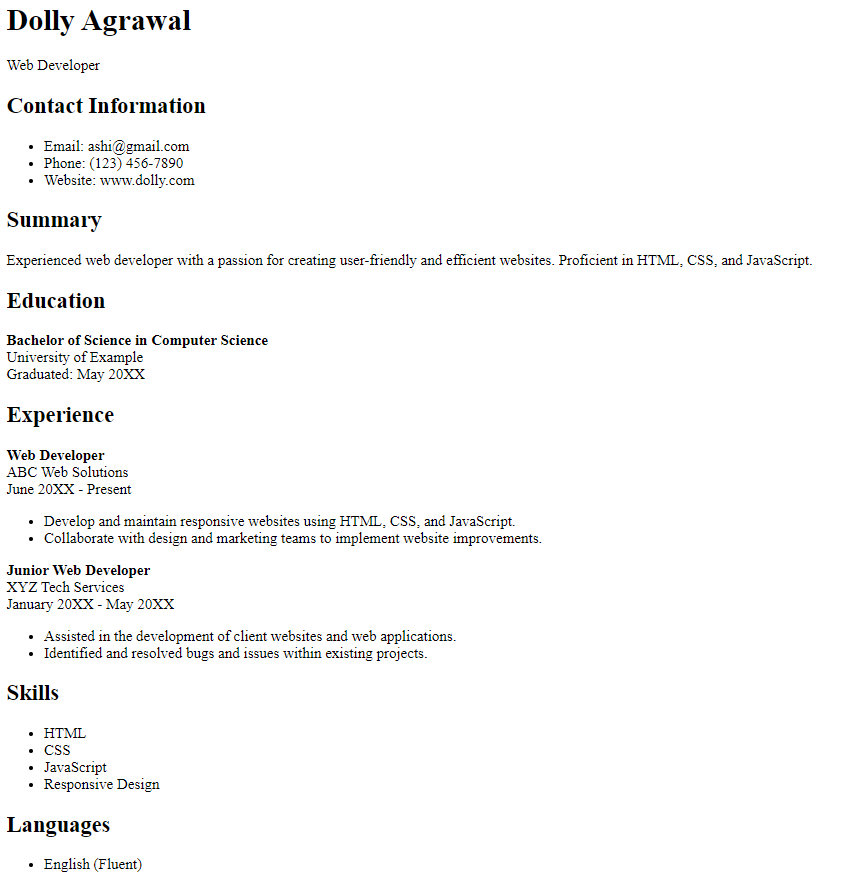 Dolly Agrawal
Web Developer
Contact Information
• Email: ashi@gmail.com
• Phone: (123) 456-7890
• Website: www.dolly.com
Summary
Experienced web developer with a passion for creating user-friendly and efficient websites. Proficient in HTML, CSS, and JavaScript.
Education
Bachelor of Science in Computer Science
University of Example
Graduated: May 20XX
Experience
Web Developer
ABC Web Solutions
June 20XX - Present
• Develop and maintain responsive websites using HTML, CSS, and JavaScript.
• Collaborate with design and marketing teams to implement website improvements.
Junior Web Developer
XYZ Tech Services
January 20XX - May 20XX
• Assisted in the development of client websites and web applications.
• Identified and resolved bugs and issues within existing projects.
Skills
• HTML
• CSS
• JavaScript
• Responsive Design
Languages
• English (Fluent)